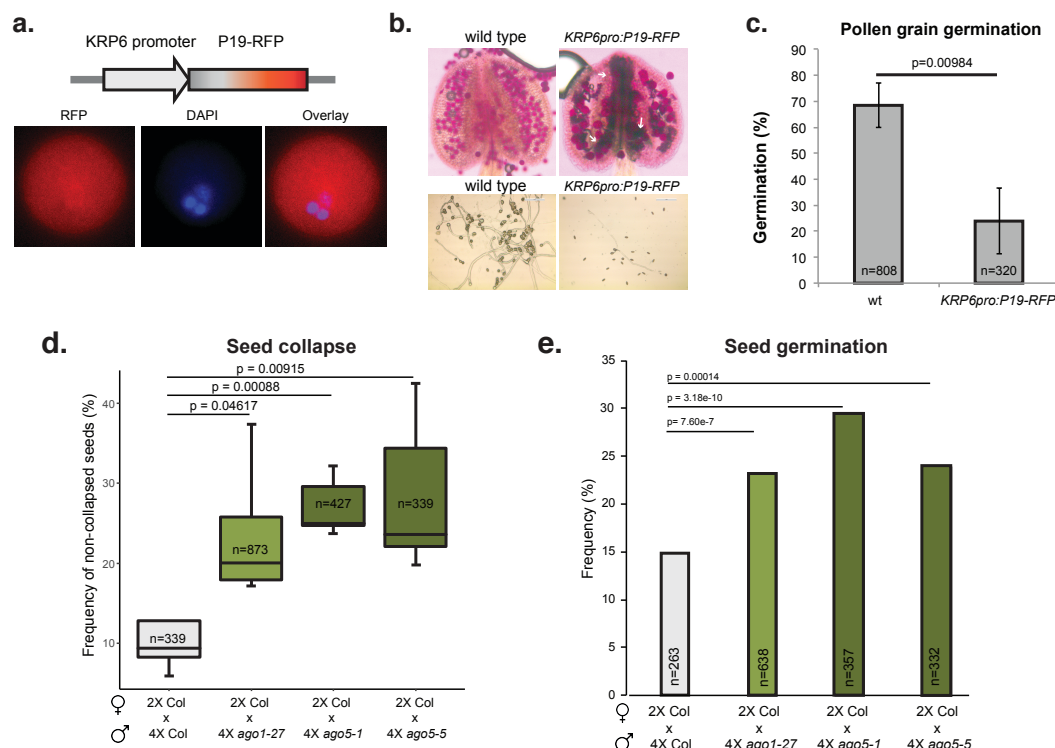 a.
KRP6 promoter P19-RFP
RFP DAPI Overlay
b.
wild type KRP6pro:P19-RFP
wild type KRP6pro:P19-RFP
c.
Pollen grain germination
p=0.00984
Germination (%)
90
80
70
60
50
40
30
20
10
0
n=808 n=320
wt KRP6pro:P19-RFP
d.
Seed collapse
p = 0.00915
p = 0.00088
p = 0.04617
Frequency of non-collapsed seeds (%)
40
30
20
10
n=339
n=873
n=427
n=339
♀ 2X Col 2X Col 2X Col 2X Col
x x x x
♂ 4X Col 4X ago1-27 4X ago5-1 4X ago5-5
e.
Seed germination
p = 0.00014
p = 3.18e-10
p= 7.60e-7
Frequency (%)
35
30
25
20
15
10
5
0
n=263
n=638
n=357
n=332
♀ 2X Col 2X Col 2X Col 2X Col
x x x x
♂ 4X Col 4X ago1-27 4X ago5-1 4X ago5-5